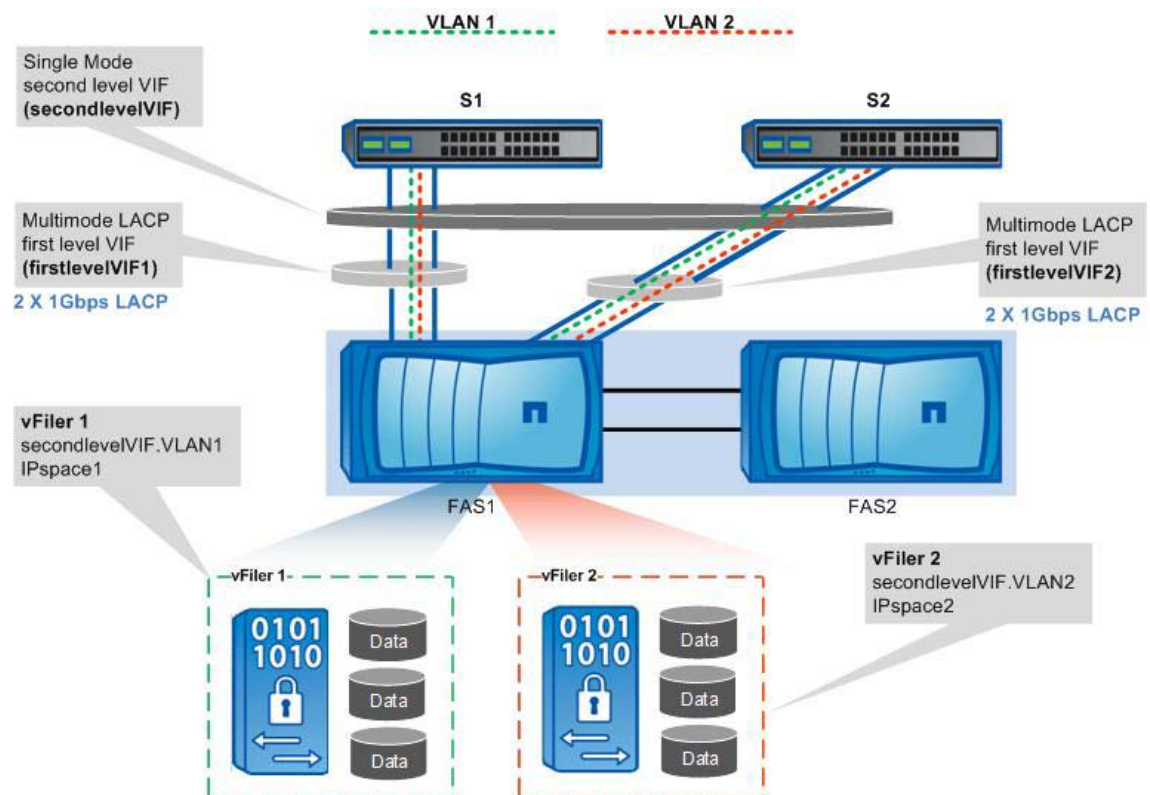 VLAN 1
VLAN 2
Single Mode
second level VIF
(secondlevelVIF)
S1
S2
Multimode LACP
first level VIF
(firstlevelVIF1)
2 X 1Gbps LACP
Multimode LACP
first level VIF
(firstlevelVIF2)
2 X 1Gbps LACP
vFiler 1
secondlevelVIF.VLAN1
IPspace1
FAS1
FAS2
vFiler 2
secondlevelVIF.VLAN2
IPspace2
vFiler 1
0101
1010
Data
Data
Data
vFiler 2
0101
1010
Data
Data
Data